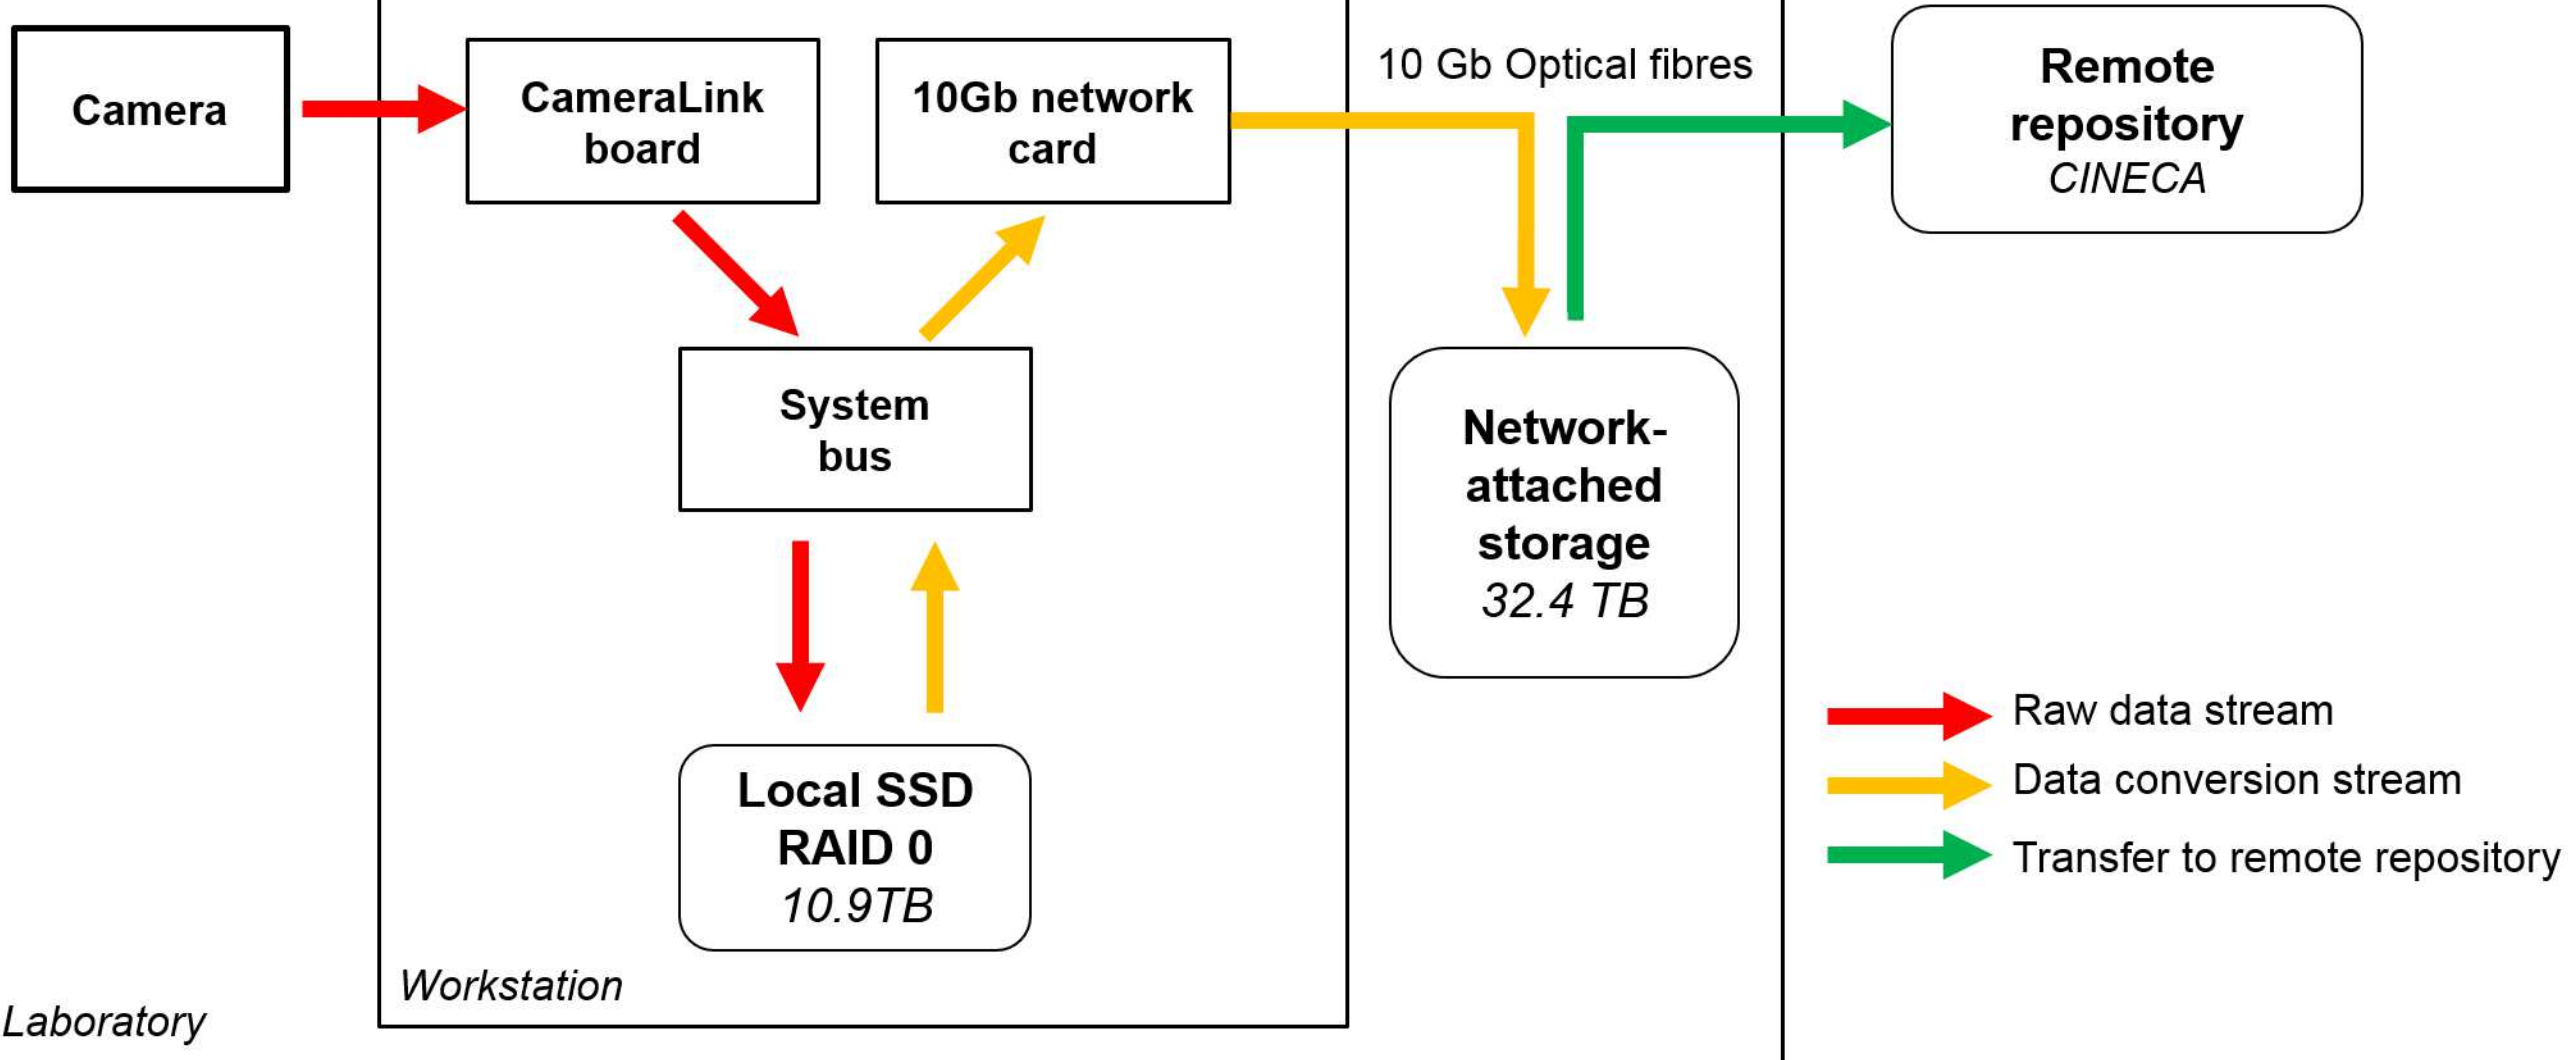 Camera
CameraLink
board
10Gb network
card
10 Gb Optical fibres
Remote
repository
CINECA
System
bus
Network-
attached
storage
32.4 TB
Local SSD
RAID 0
10.9TB
Raw data stream
Data conversion stream
Transfer to remote repository
Workstation
Laboratory